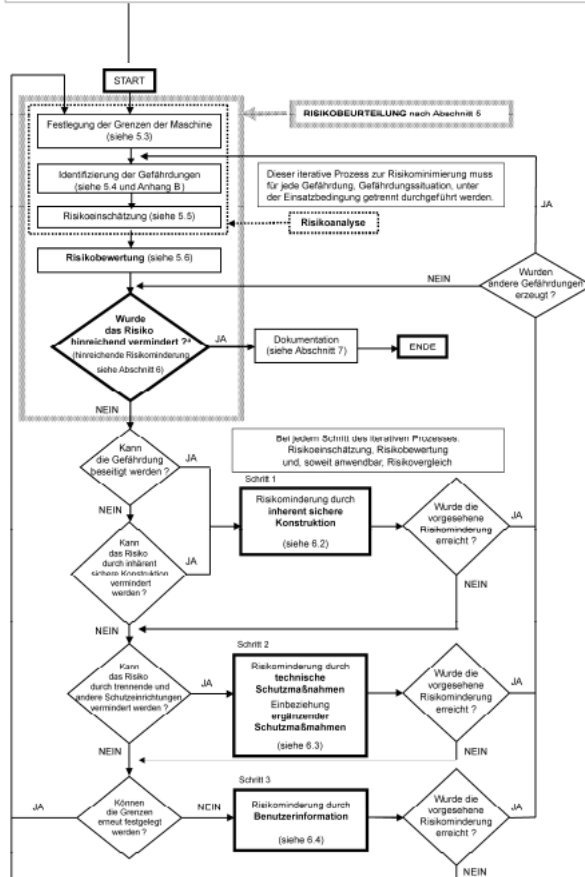 START
RISIKOBEURTEILUNG nach Abschnitt 5
Festlegung der Grenzen der Maschine
(siehe 5.3)
Identifizierung der Gefährdungen
(siehe 5.4 und Anhang B)
Dieser iterative Prozess zur Risikominimierung muss
für jede Gefährdung, Gefährdungssituation, unter
der Einsatzbedingung getrennt durchgeführt werden.
JA
Risikoeinschätzung (siehe 5.5)
Risikoanalyse
Risikobewertung (siehe 5.6)
NEIN
Wurden
andere Gefährdungen
erzeugt ?
Wurde
das Risiko
hinreichend vermindert ?ª
(hinreichende Risikominderung,
siehe Abschnitt 6)
JA
Dokumentation
(siehe Abschnitt 7)
ENDE
NEIN
Kann
die Gefährdung
beseitigt werden ?
JA
Bei jedem Schritt des iterativen Prozesses:
Risikoeinschätzung, Risikobewertung
und, soweit anwendbar, Risikovergleich
NEIN
Schritt 1
Risikominderung durch
inherent sichere
Konstruktion
(siehe 6.2)
Wurde die
vorgesehene
Risikominderung
erreicht ?
JA
Kann
das Risiko
durch inhärent
sichere Konstruktion
vermindert
werden ?
JA
NEIN
NEIN
Schritt 2
Kann
das Risiko
durch trennende und
andere Schutzeinrichtungen
vermindert werden ?
JA
Risikominderung durch
technische
Schutzmaßnahmen
Einbeziehung
ergänzender
Schutzmaßnahmen
(siehe 6.3)
Wurde die
vorgesehene
Risikominderung
erreicht ?
JA
NEIN
NEIN
Schritt 3
JA
Können
die Grenzen
erneut festgelegt
werden ?
NEIN
Risikominderung durch
Benutzerinformation
(siehe 6.4)
Wurde die
vorgesehene
Risikominderung
erreicht ?
JA
NEIN